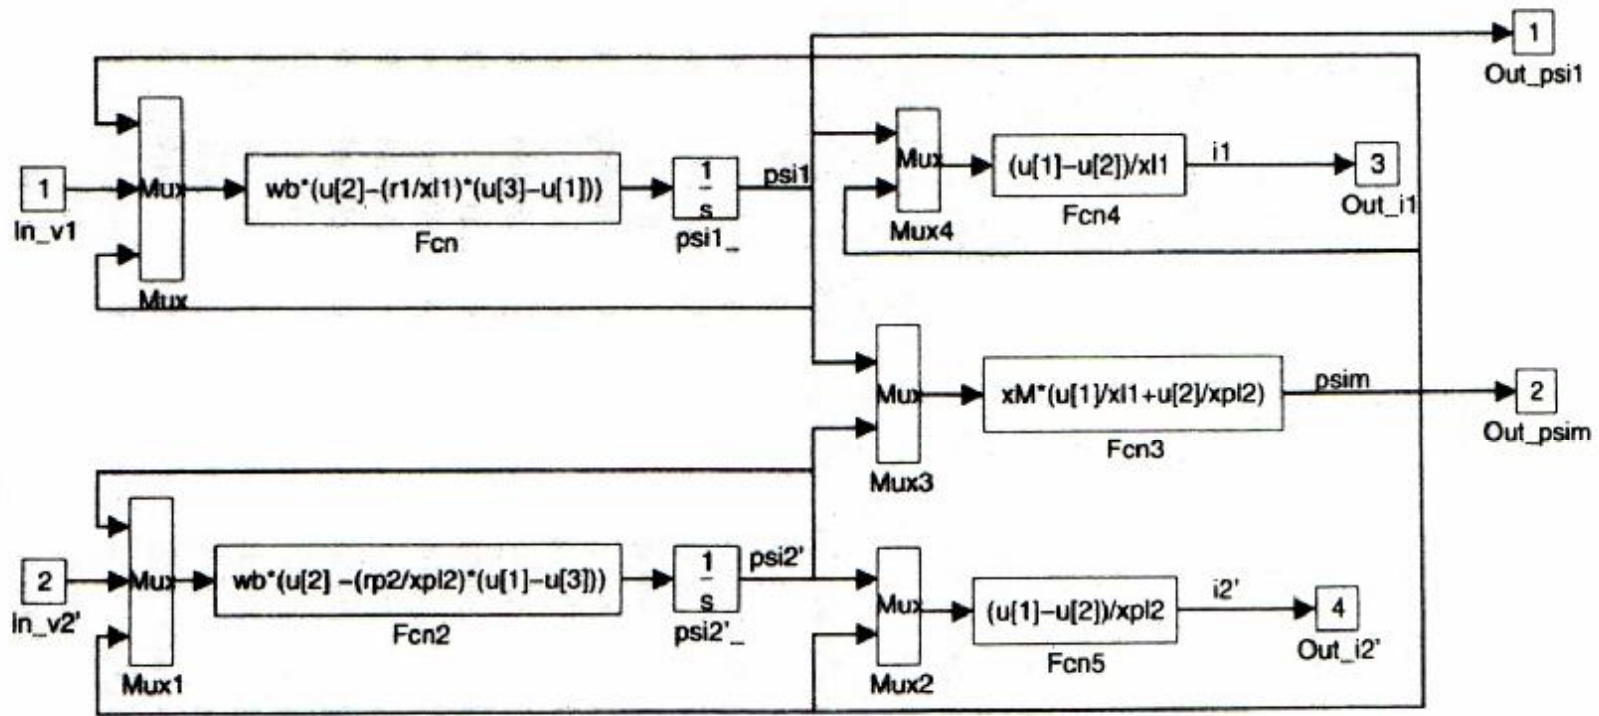 1
Out_psi1
Mux
(u[1]-u[2])/xl1
i1
3
Out_i1
Fcn4
Mux4
1
In_v1
Mux
wb*(u[2]-(r1/xl1)*(u[3]-u[1]))
Fcn
1
s
psi1_
psi1
Mux
Mux
xM*(u[1]/xl1+u[2]/xpl2)
psim
2
Out_psim
Fcn3
Mux3
2
In_v2'
Mux
wb*(u[2] -(rp2/xpl2)*(u[1]-u[3]))
Fcn2
1
s
psi2'_
psi2'
Mux1
Mux
(u[1]-u[2])/xpl2
i2'
4
Out_i2'
Fcn5
Mux2